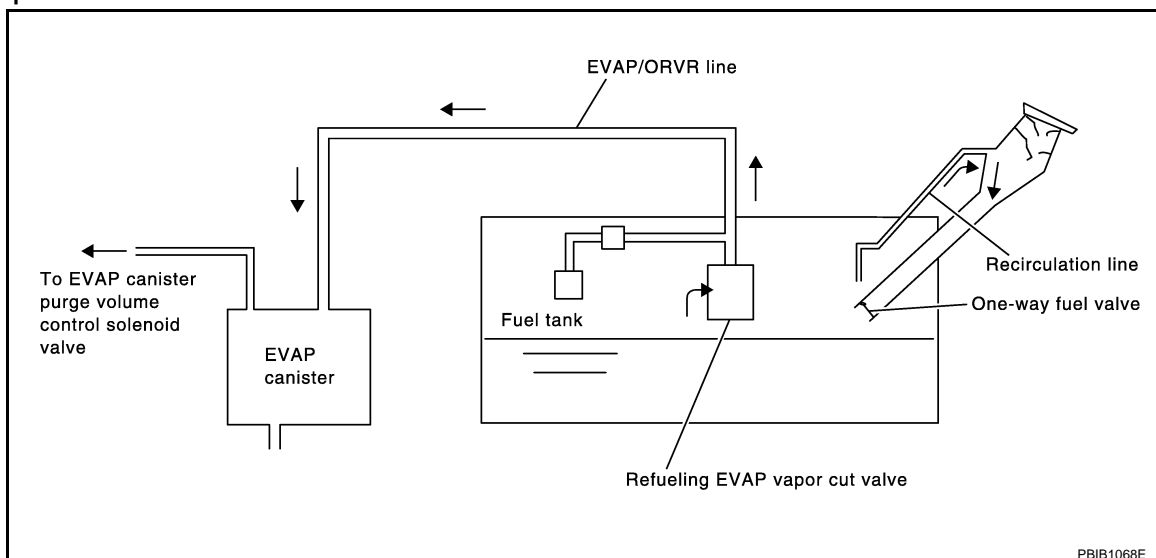 EVAP/ORVR line
To EVAP canister
purge volume
control solenoid
valve
EVAP
canister
Fuel tank
Recirculation line
One-way fuel valve
Refueling EVAP vapor cut valve
PBIB1068E